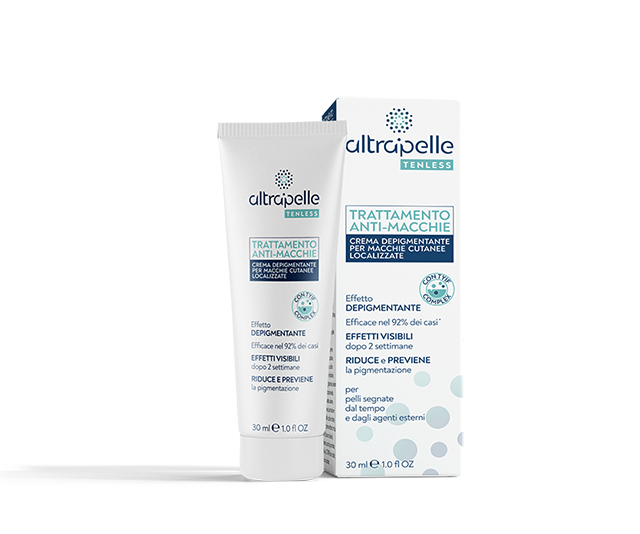 altrapelle
TENLESS
TRATTAMENTO
ANTI-MACCHIE
CREMA DEPIGMENTANTE
PER MACCHIE CUTANEE
LOCALIZZATE
CON TYIF
COMPLEX
Effetto
DEPIGMENTANTE
Efficace nel 92% dei casi
EFFETTI VISIBILI
dopo 2 settimane
RIDUCE e PREVIENE
la pigmentazione
30 ml e 1.0 fl OZ
altrapelle
TENLESS
TRATTAMENTO
ANTI-MACCHIE
CREMA DEPIGMENTANTE
PER MACCHIE CUTANEE
LOCALIZZATE
CON TYIF
COMPLEX
Effetto
DEPIGMENTANTE
Efficace nel 92% dei casi*
EFFETTI VISIBILI
dopo 2 settimane
RIDUCE e PREVIENE
la pigmentazione
per
pelli segnate
dal tempo
e dagli agenti esterni
30 ml e 1.0 fl OZ